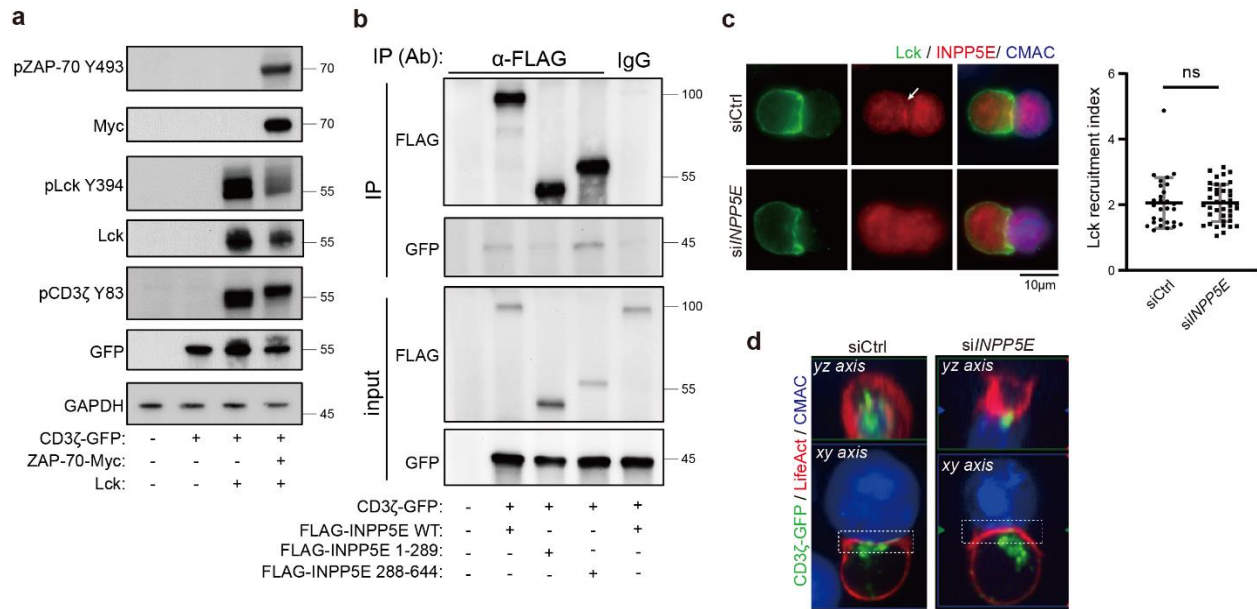 a
pZAP-70 Y493
70
Myc
70
pLck Y394
55
Lck
55
pCD3ζ Y83
55
GFP
55
GAPDH
45
CD3ζ-GFP: - + + +
ZAP-70-Myc: - - - +
Lck: - - + +
b
IP (Ab): α-FLAG IgG
IP
FLAG
100
55
GFP
45
input
FLAG
100
55
GFP
45
CD3ζ-GFP: - + + + +
FLAG-INPP5E WT: - + - - +
FLAG-INPP5E 1-289: - - + - -
FLAG-INPP5E 288-644: - - - + -
c
Lck / INPP5E/ CMAC
siCtrl
siINPP5E
10μm
Lck recruitment index
ns
6
4
2
0
siCtrl
siINPP5E
d
siCtrl siINPP5E
CD3ζ-GFP / LifeAct / CMAC
yz axis yz axis
xy axis xy axis